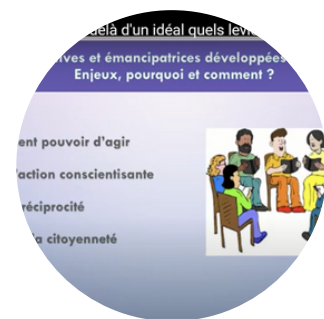 delà d'un idéal quels
ives et émancipatrices développées
Enjeux, pourquoi et comment ?
ent pouvoir d'agir
action conscientisante
réciprocité
la citoyenneté